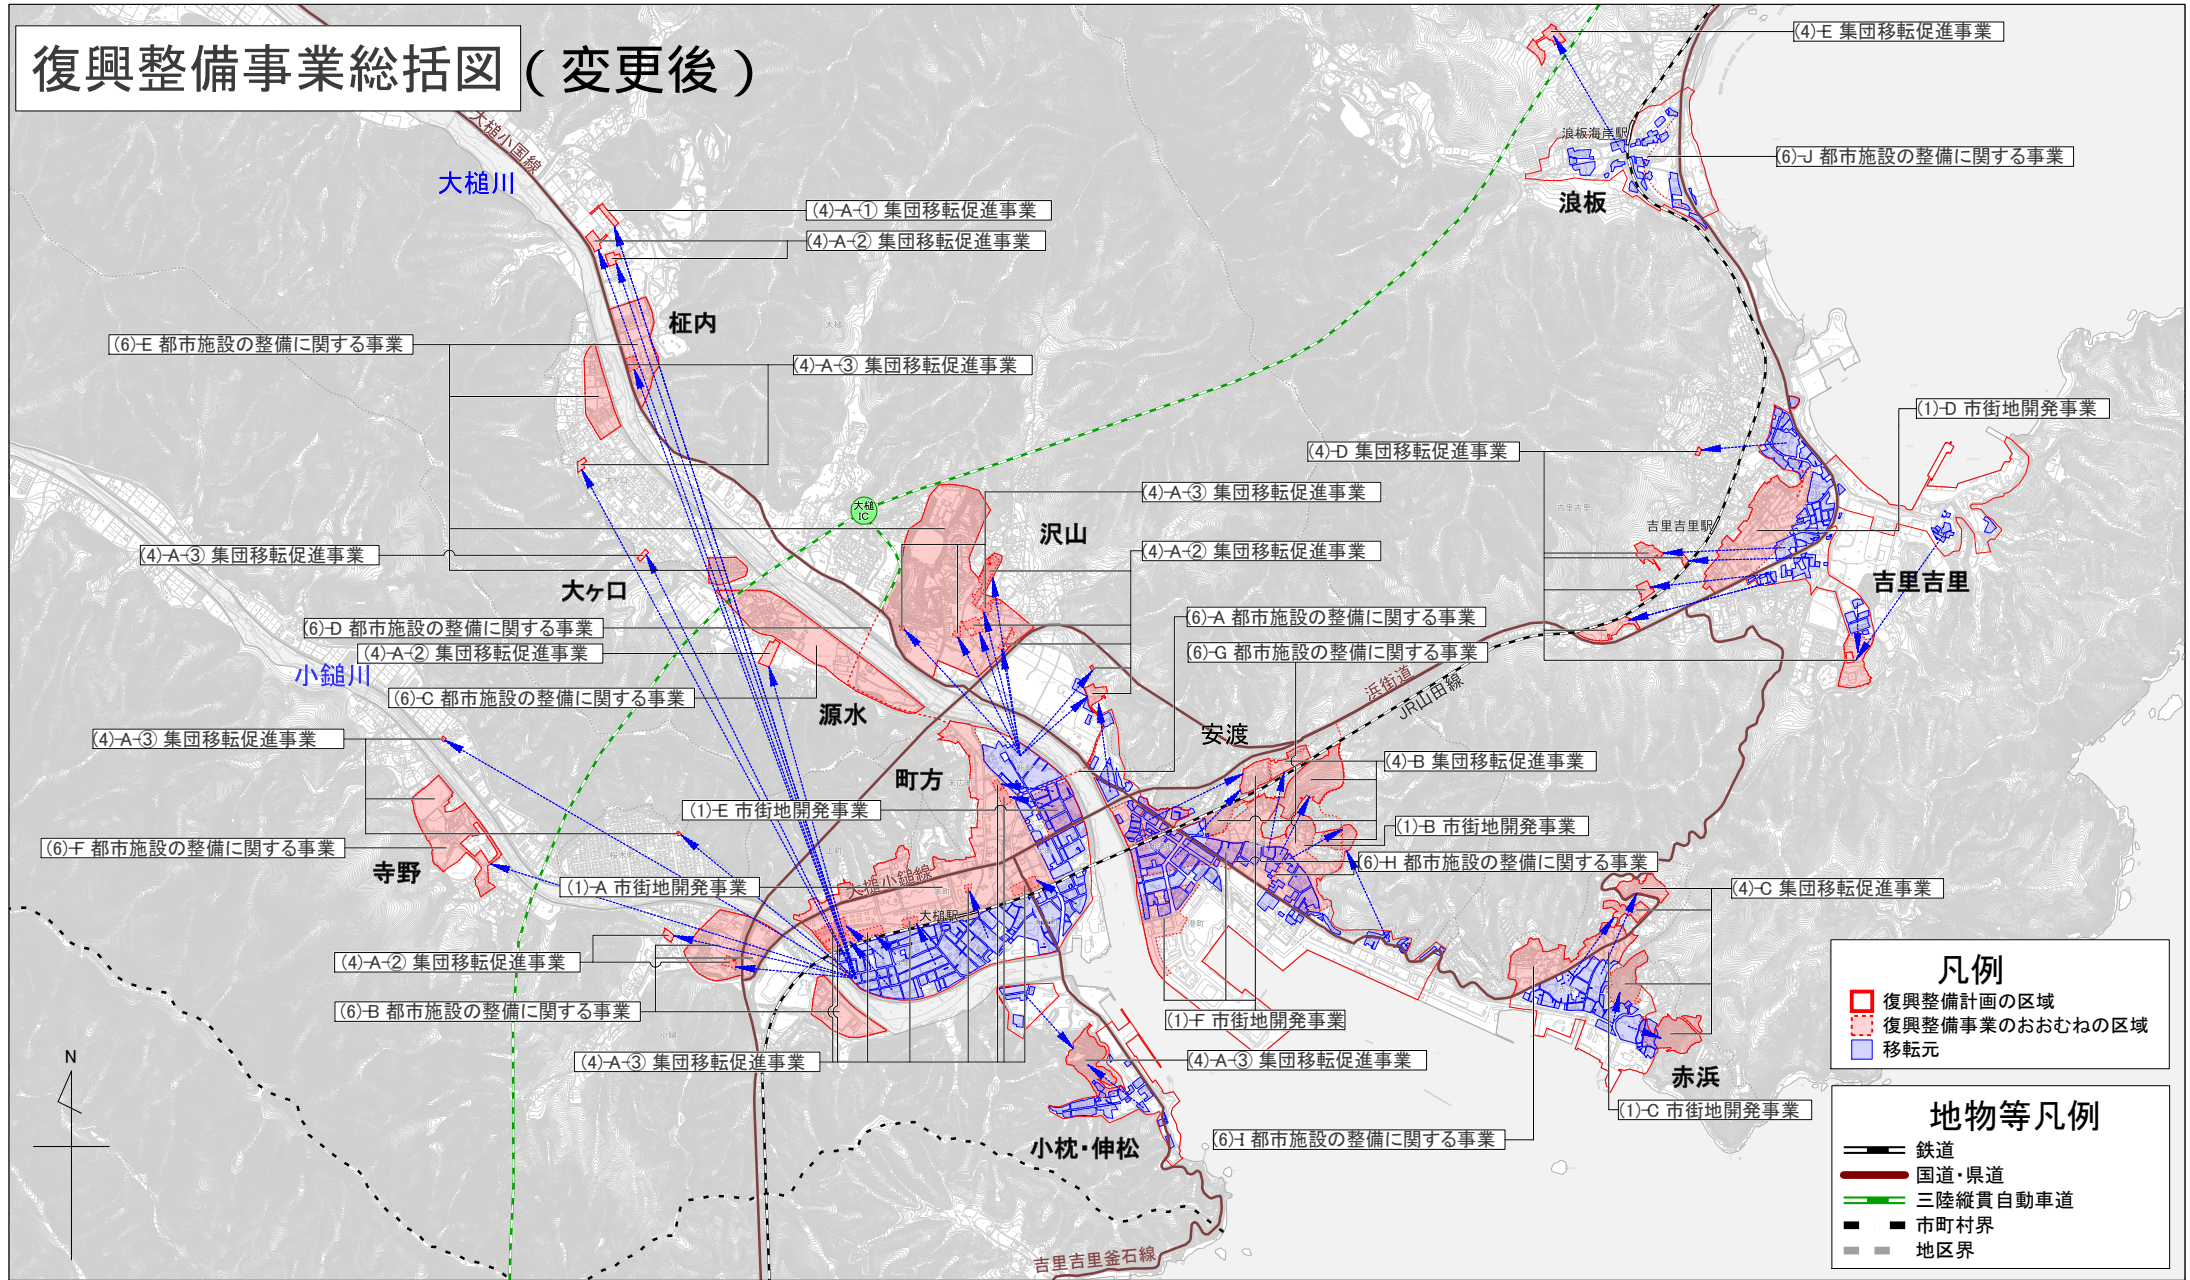 復興整備事業総括図(変更後)
(4)-E 集団移転促進事業
大槌小国線
大槌川
浪板海岸駅
(6)-J 都市施設の整備に関する事業
浪板
(4)-A-① 集団移転促進事業
(4)-A-② 集団移転促進事業
柾内
大槌
(6)-E 都市施設の整備に関する事業
(4)-A-③ 集団移転促進事業
(1)-D 市街地開発事業
(4)-D 集団移転促進事業
大ヶ口
(4)-A-③ 集団移転促進事業
大槌
IC
沢山
吉里吉里
吉里吉里駅
(4)-A-③ 集団移転促進事業
(4)-A-② 集団移転促進事業
大ヶ口
吉里吉里
(6)-A 都市施設の整備に関する事業
(6)-D 都市施設の整備に関する事業
(4)-A-② 集団移転促進事業
(6)-G 都市施設の整備に関する事業
小鎚川
浜街道
JR山田線
(6)-C 都市施設の整備に関する事業
源水
安渡
(4)-A-③ 集団移転促進事業
(4)-B 集団移転促進事業
町方
末広町
(1)-E 市街地開発事業
(1)-B 市街地開発事業
(6)-F 都市施設の整備に関する事業
上町
桜木町
(6)-H 都市施設の整備に関する事業
寺野
大槌小鎚線
(1)-A 市街地開発事業
本町
(4)-C 集団移転促進事業
大槌駅
港町
(4)-A-② 集団移転促進事業
凡例
復興整備計画の区域
(6)-B 都市施設の整備に関する事業
(1)-F 市街地開発事業
復興整備事業のおおむねの区域
小鎚
移転元
N
(4)-A-③ 集団移転促進事業
(4)-A-③ 集団移転促進事業
赤浜
(1)-C 市街地開発事業
地物等凡例
小枕・伸松
(6)-I 都市施設の整備に関する事業
鉄道
国道・県道
三陸縦貫自動車道
市町村界
地区界
吉里吉里釜石線